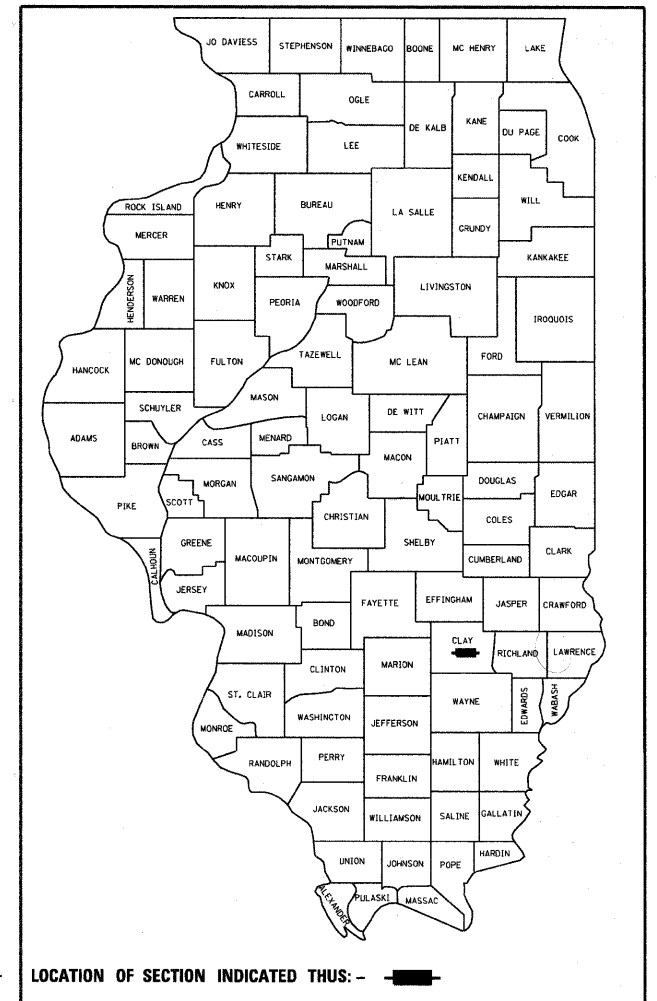 JO DAVIESS
STEPHENSON
WINNEBAGO
BOONE
MC HENRY
LAKE
CARROLL
OGLE
DE KALB
KANE
DU PAGE
COOK
WHITESIDE
LEE
KENDALL
WILL
ROCK ISLAND
HENRY
BUREAU
LA SALLE
GRUNDY
MERCER
PUTNAM
KANKAKEE
STARK
MARSHALL
HENDERSON
WARREN
KNOX
PEORIA
WOODFORD
LIVINGSTON
IROQUOIS
HANCOCK
MC DONOUGH
FULTON
TAZEWELL
MC LEAN
FORD
MASON
SCHUYLER
LOGAN
DE WITT
CHAMPAIGN
VERMILION
ADAMS
BROWN
CASS
MENARD
MACON
PIATT
PIKE
SCOTT
MORGAN
SANGAMON
MOULTRIE
DOUGLAS
EDGAR
CHRISTIAN
COLES
CALHOUN
GREENE
MACOUPIN
MONTGOMERY
SHELBY
CUMBERLAND
CLARK
JERSEY
FAYETTE
EFFINGHAM
JASPER
CRAWFORD
MADISON
BOND
CLAY
RICHLAND
LAWRENCE
CLINTON
MARION
ST. CLAIR
WASHINGTON
JEFFERSON
WAYNE
EDWARDS
WABASH
MONROE
RANDOLPH
PERRY
HAMILTON
WHITE
FRANKLIN
JACKSON
WILLIAMSON
SALINE
GALLATIN
UNION
JOHNSON
POPE
HARDIN
ALEXANDER
PULASKI
MASSAC
LOCATION OF SECTION INDICATED THUS: -